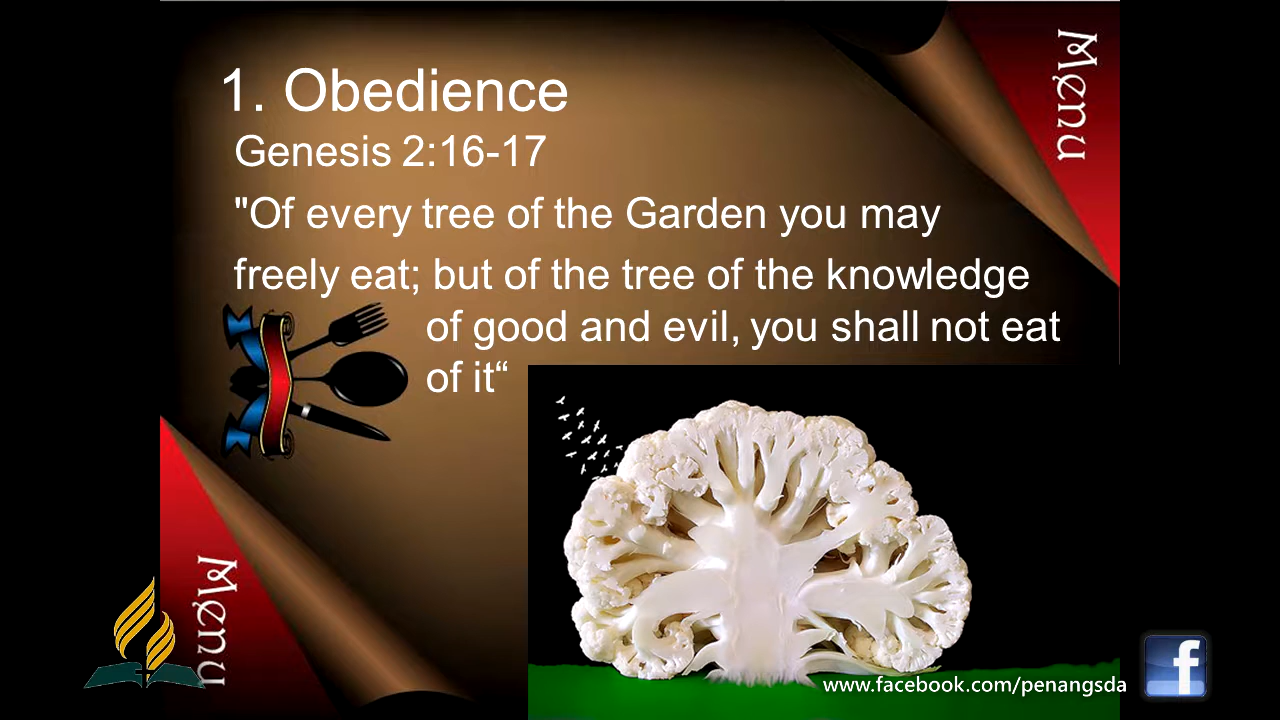 Menu
1. Obedience
Genesis 2:16-17
"Of every tree of the Garden you may
freely eat; but of the tree of the knowledge
of good and evil, you shall not eat
of it“
Menu
www.facebook.com/penangsda
f